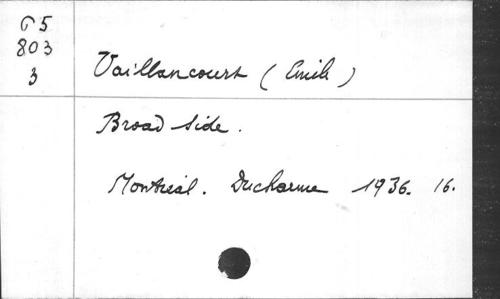 G5
803
3
Vaillancourt (Emile)
Broad side.
Montreal. Ducharme 1936. 16.